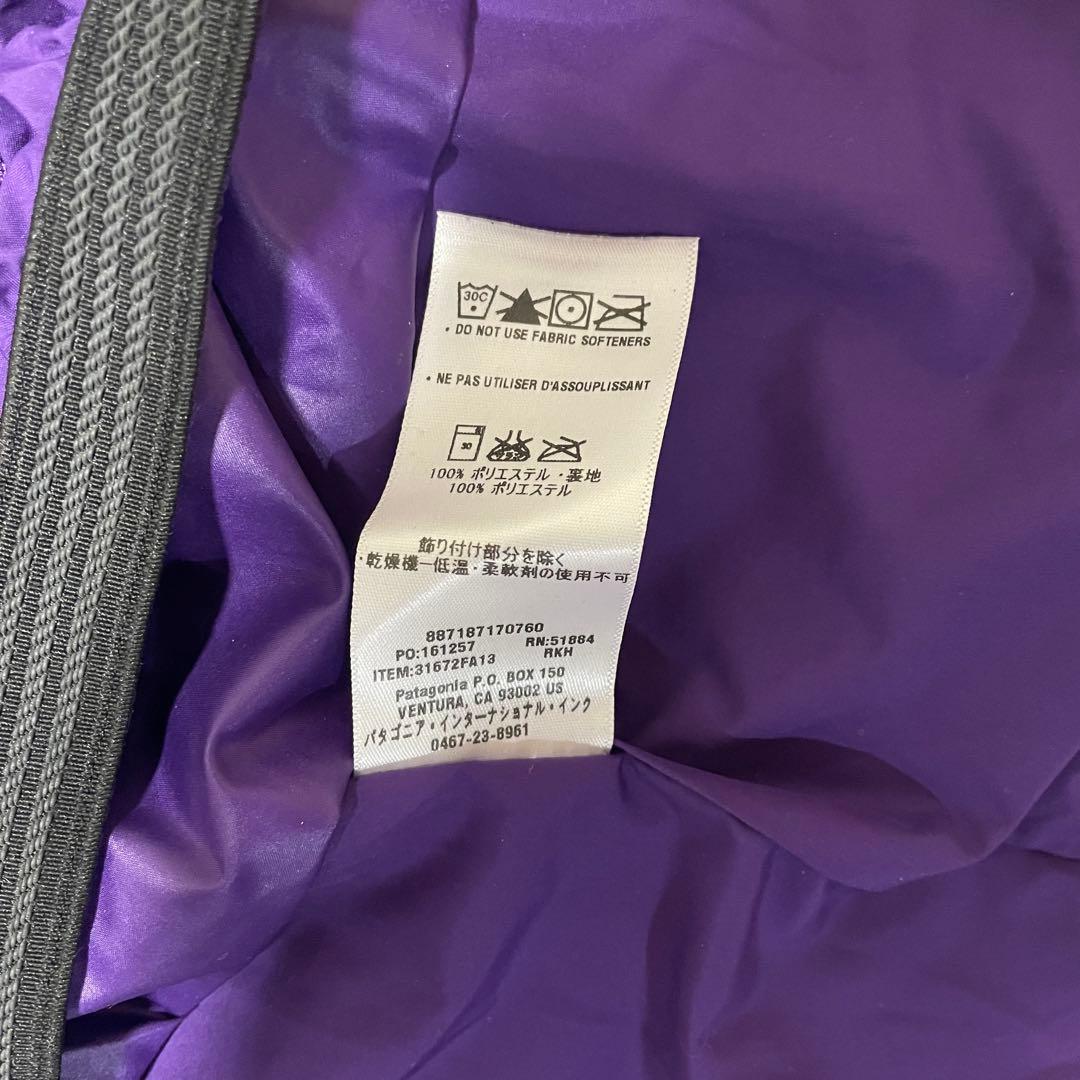 30C
• DO NOT USE FABRIC SOFTENERS
• NE PAS UTILISER D'ASSOUPLISSANT
30
100% ポリエステル・裏地
100% ポリエステル
飾り付け部分を除く
・乾燥機ー低温・柔軟剤の使用不可
887187170760
PO:161257 RN:51884
ITEM:31672FA13 RKH
Patagonia P.O. BOX 150
VENTURA, CA 93002 US
パタゴニア・インターナショナル・インク
0467-23-8961